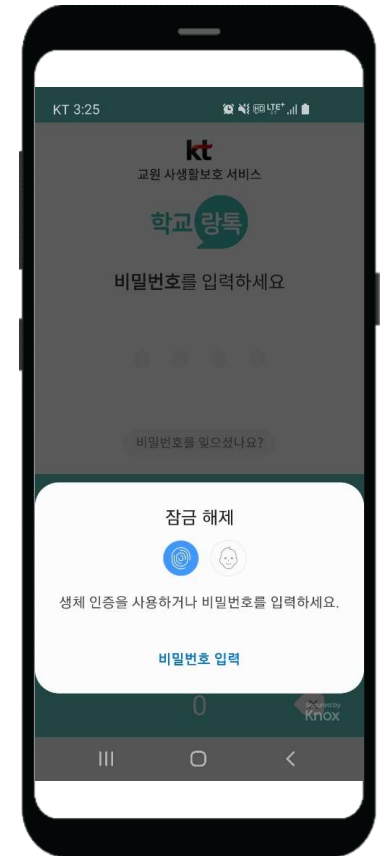 KT 3:25
HD LTE+
kt
교원 사생활보호 서비스
학교랑톡
비밀번호를 입력하세요
비밀번호를 잊으셨나요?
잠금 해제
생체 인증을 사용하거나 비밀번호를 입력하세요.
비밀번호 입력
0
Secured by
Knox